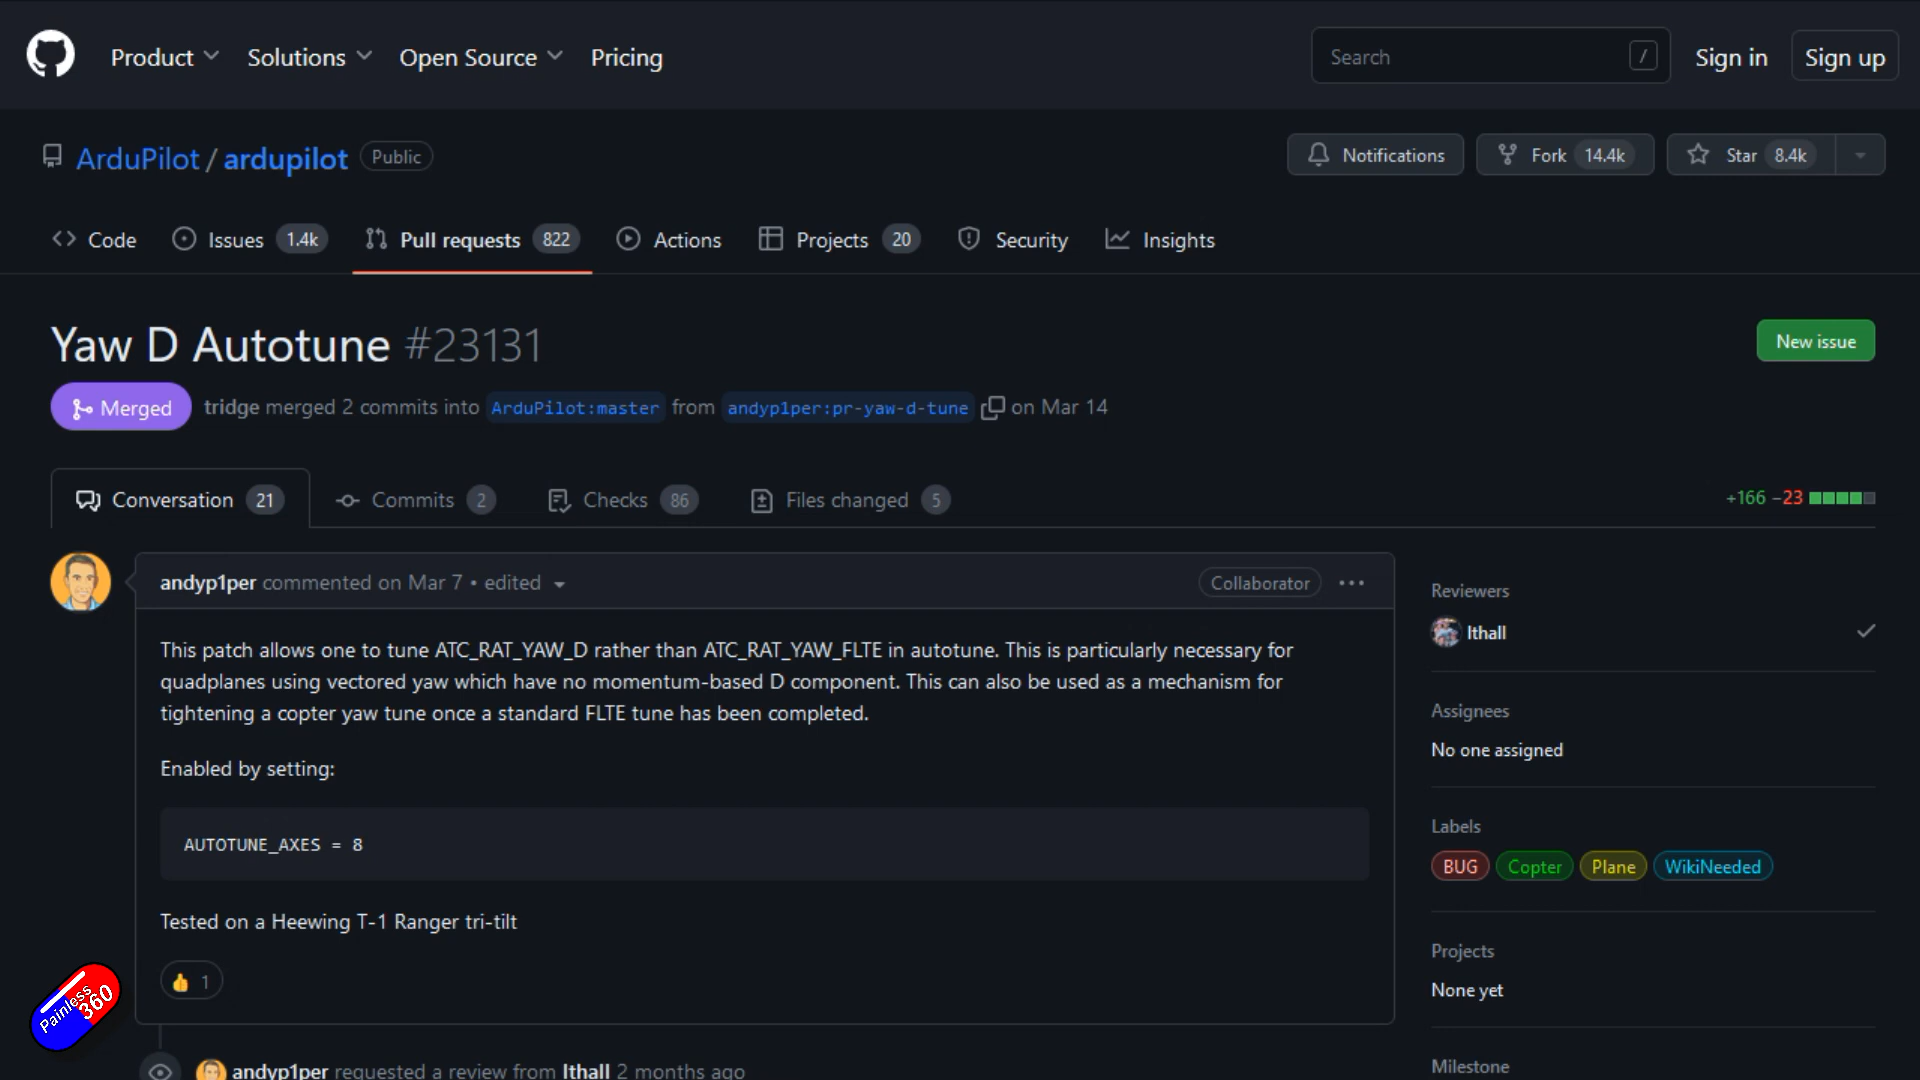 Product Solutions Open Source Pricing Search / Sign in Sign up
ArduPilot / ardupilot Public Notifications Fork 14.4k Star 8.4k
Code Issues 1.4k Pull requests 822 Actions Projects 20 Security Insights
Yaw D Autotune #23131 New issue
Merged tridge merged 2 commits into ArduPilot:master from andyp1per:pr-yaw-d-tune on Mar 14
Conversation 21 Commits 2 Checks 86 Files changed 5 +166 −23
andyp1per commented on Mar 7 • edited Collaborator
This patch allows one to tune ATC_RAT_YAW_D rather than ATC_RAT_YAW_FLTE in autotune. This is particularly necessary for
quadplanes using vectored yaw which have no momentum-based D component. This can also be used as a mechanism for
tightening a copter yaw tune once a standard FLTE tune has been completed.
Enabled by setting:
AUTOTUNE_AXES = 8
Tested on a Heewing T-1 Ranger tri-tilt
👍 1
andyp1per requested a review from lthall 2 months ago
Reviewers
lthall
Assignees
No one assigned
Labels
BUG Copter Plane WikiNeeded
Projects
None yet
Milestone
Painless
360